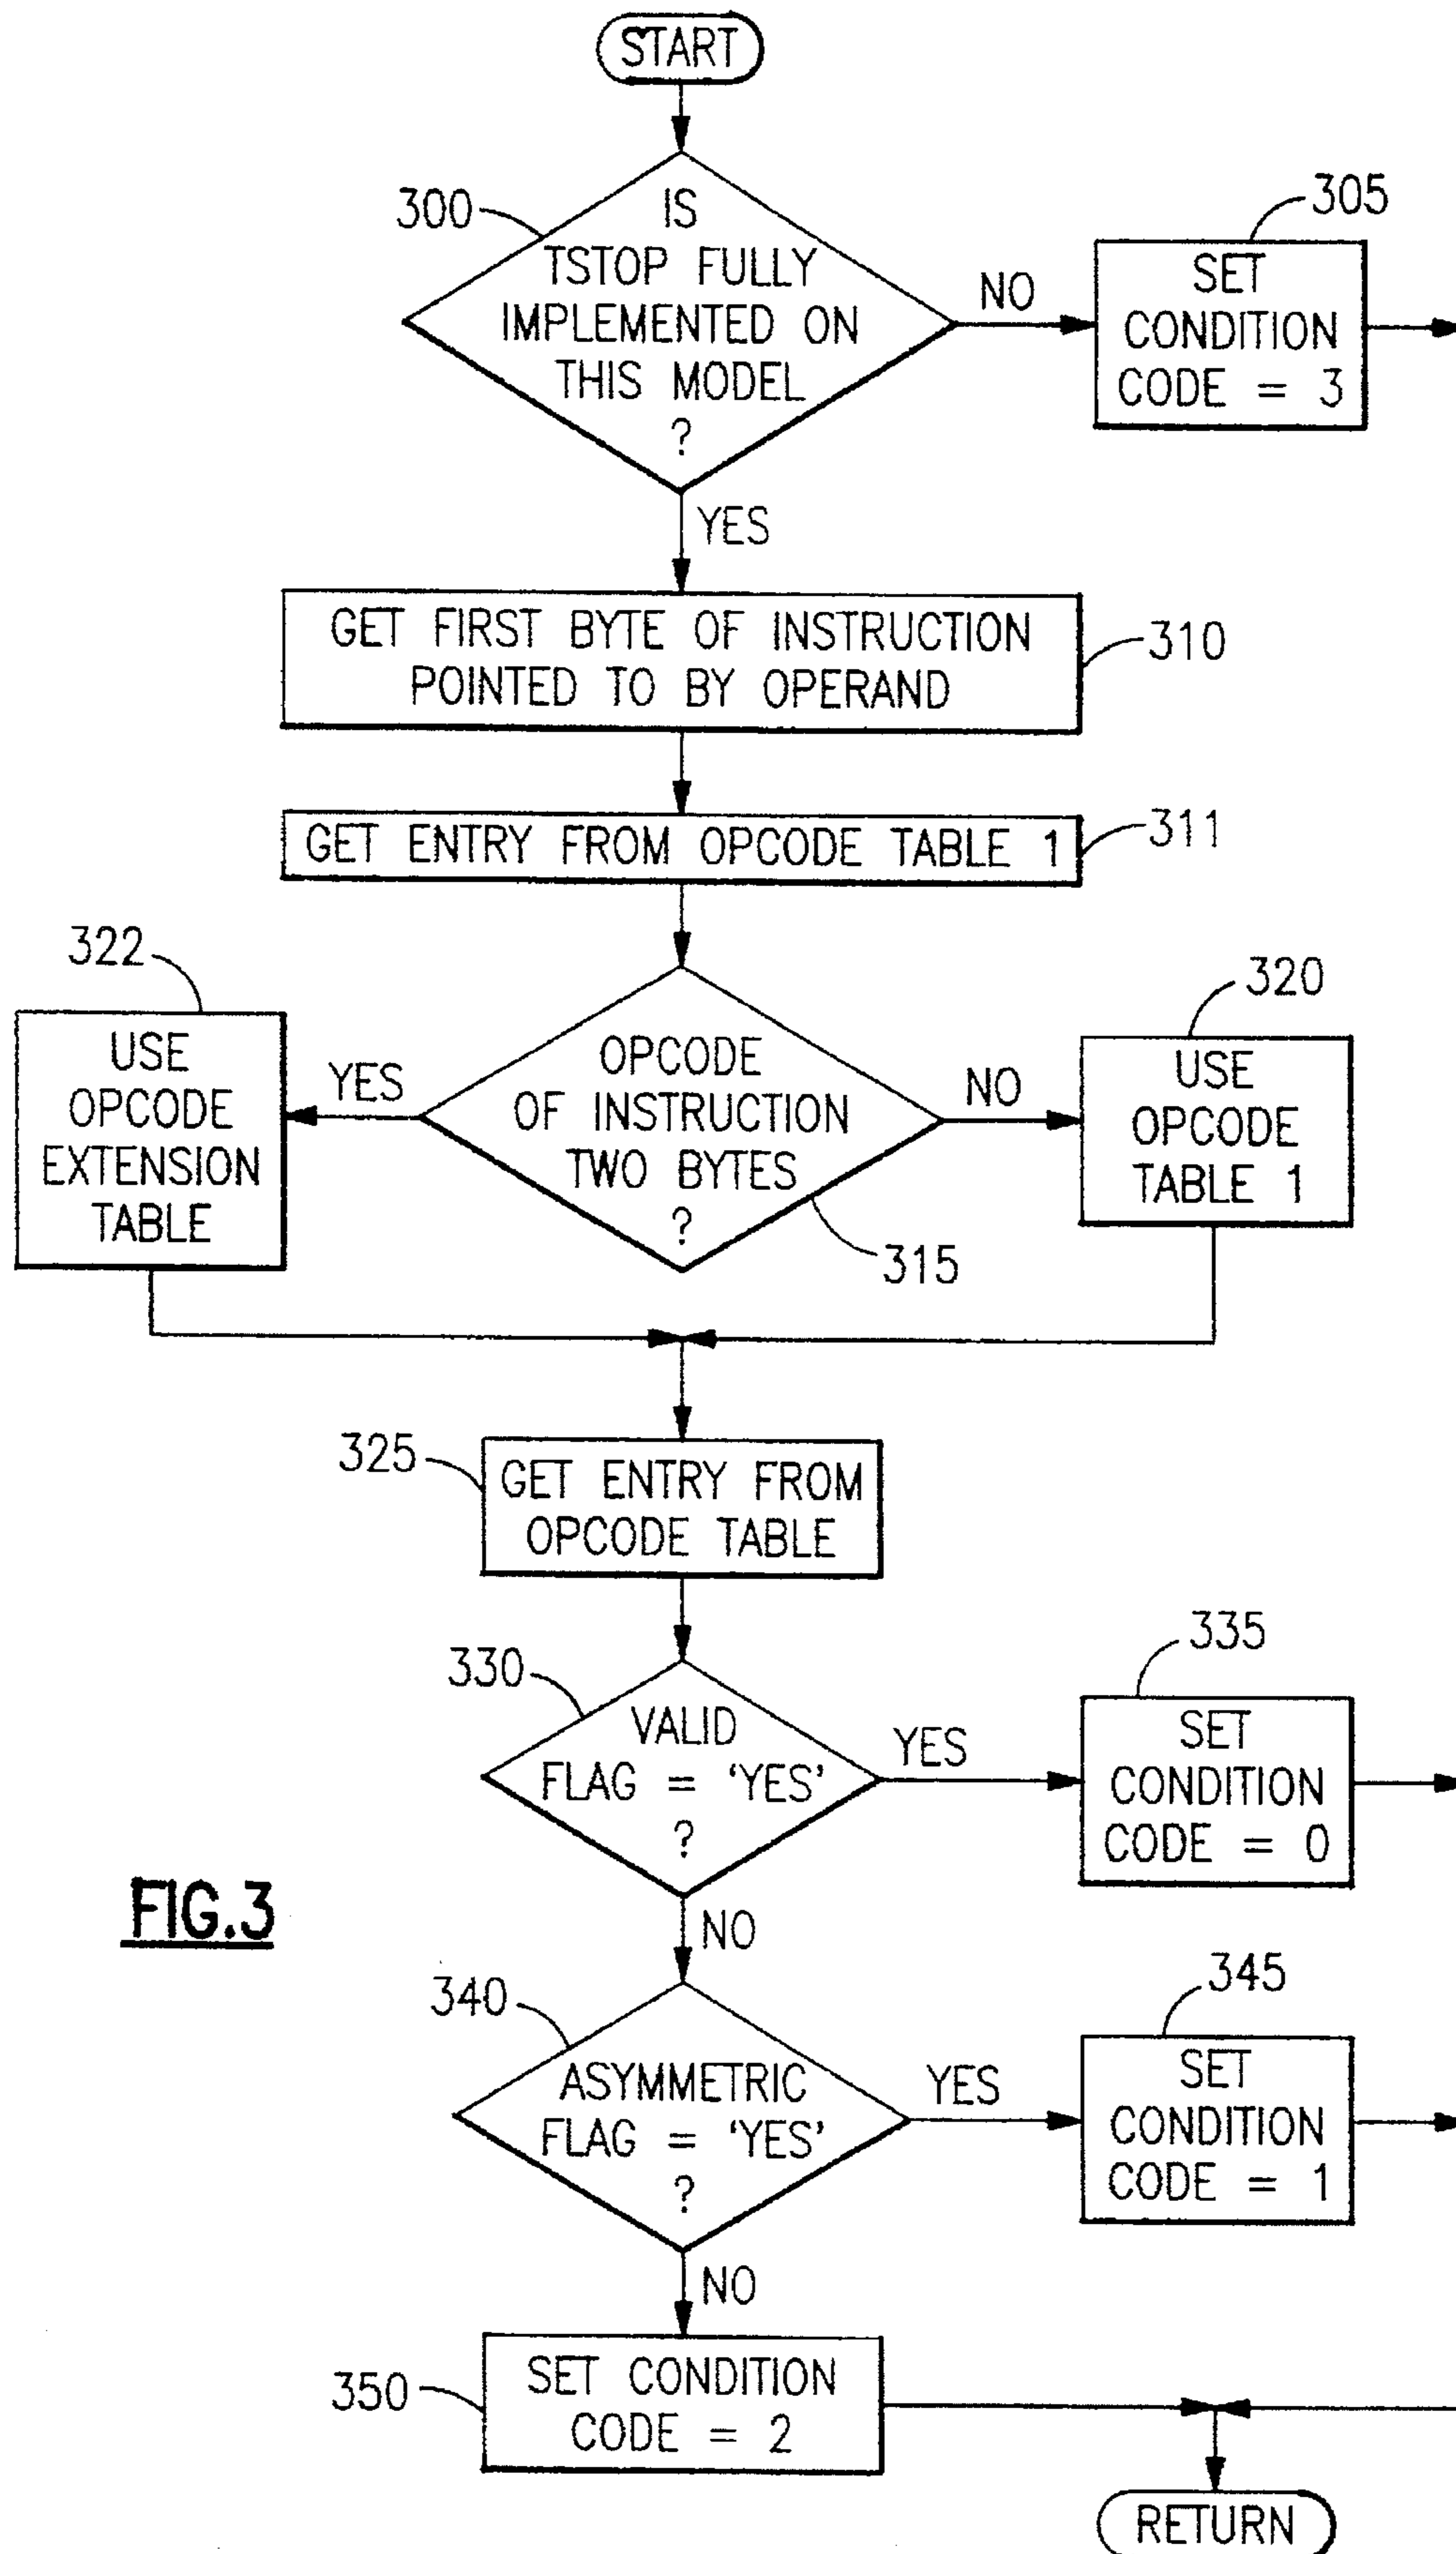 START
300
IS
TSTOP FULLY
IMPLEMENTED ON
THIS MODEL
?
NO
305
SET
CONDITION
CODE = 3
YES
GET FIRST BYTE OF INSTRUCTION
POINTED TO BY OPERAND
310
GET ENTRY FROM OPCODE TABLE 1
311
322
USE
OPCODE
EXTENSION
TABLE
YES
OPCODE
OF INSTRUCTION
TWO BYTES
?
315
NO
320
USE
OPCODE
TABLE 1
325
GET ENTRY FROM
OPCODE TABLE
330
VALID
FLAG = 'YES'
?
YES
335
SET
CONDITION
CODE = 0
FIG.3
NO
340
ASYMMETRIC
FLAG = 'YES'
?
YES
345
SET
CONDITION
CODE = 1
NO
350
SET CONDITION
CODE = 2
RETURN